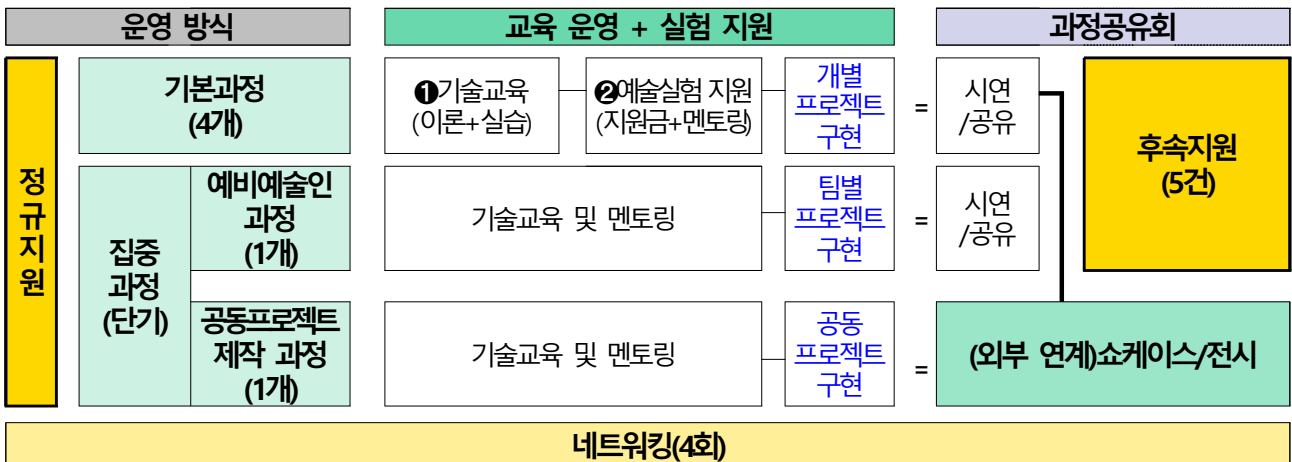 운영 방식
교육 운영 + 실험 지원
과정공유회
정
규
지
원
기본과정
(4개)
❶기술교육
(이론+실습)
❷예술실험 지원
(지원금+멘토링)
개별
프로젝트
구현
=
시연
/공유
후속지원
(5건)
집중
과정
(단기)
예비예술인
과정
(1개)
기술교육 및 멘토링
팀별
프로젝트
구현
=
시연
/공유
공동프로젝트
제작 과정
(1개)
기술교육 및 멘토링
공동
프로젝트
구현
=
(외부 연계)쇼케이스/전시
네트워킹(4회)